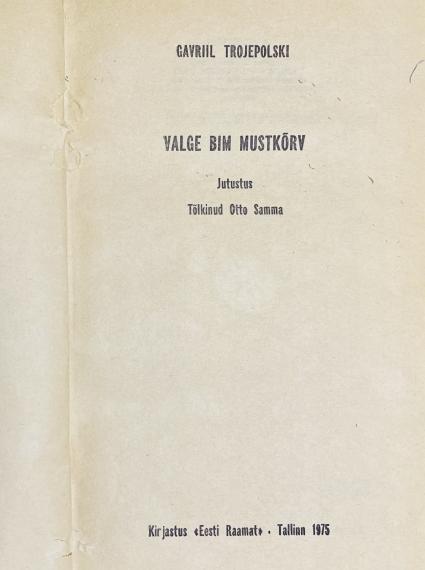 GAVRIIL TROJEPOLSKI
VALGE BIM MUSTKÕRV
Jutustus
Tõlkinud Otto Samma
Kirjastus «Eesti Raamat» · Tallinn 1975